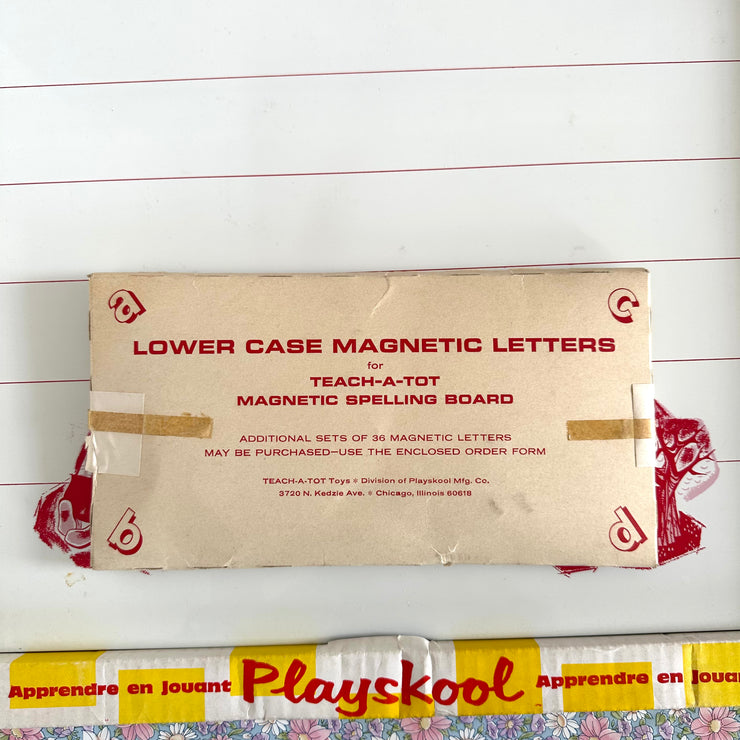 a
c
LOWER CASE MAGNETIC LETTERS
for
TEACH-A-TOT
MAGNETIC SPELLING BOARD
ADDITIONAL SETS OF 36 MAGNETIC LETTERS
MAY BE PURCHASED—USE THE ENCLOSED ORDER FORM
TEACH-A-TOT Toys * Division of Playskool Mfg. Co.
3720 N. Kedzie Ave. * Chicago, Illinois 60618
b
d
Apprendre en Jouant Playskool Apprendre en Jouant